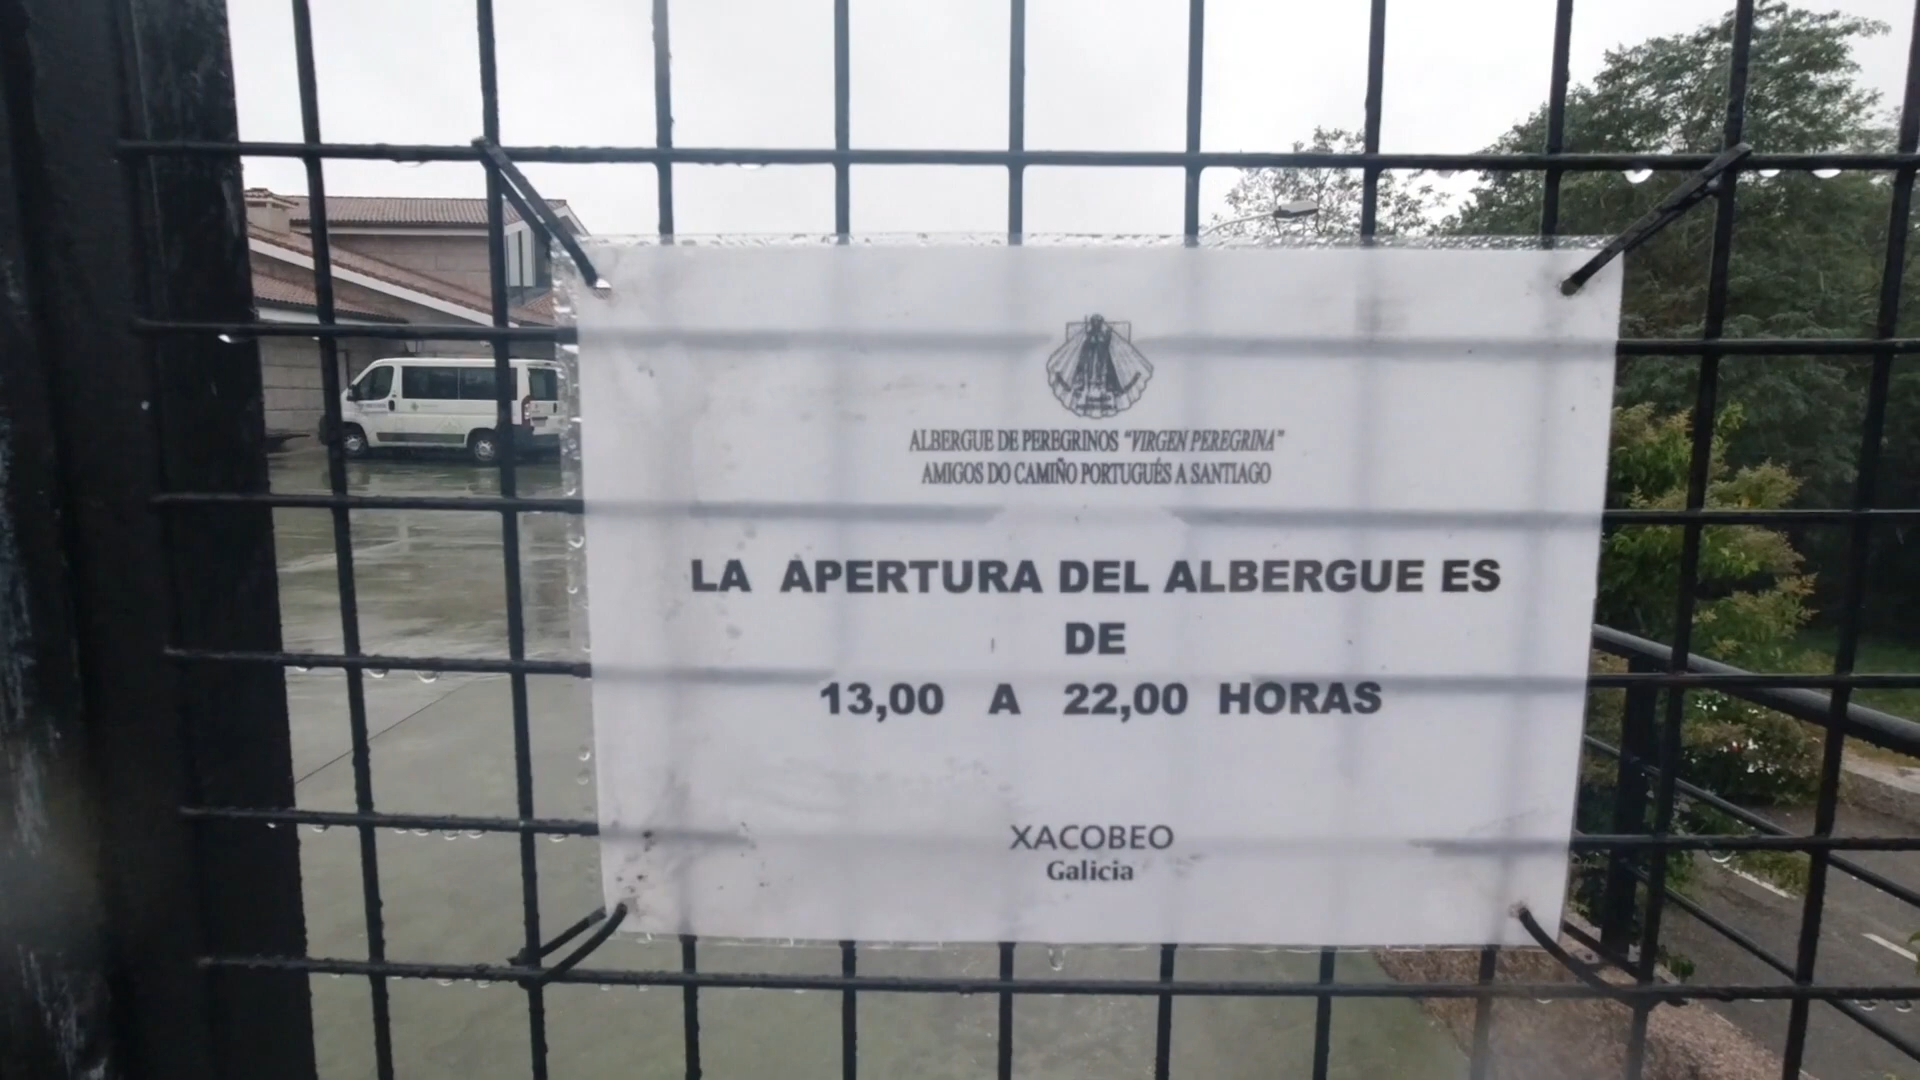 ALBERGUE DE PEREGRINOS “VIRGEN PEREGRINA”
AMIGOS DO CAMIÑO PORTUGUÉS A SANTIAGO
LA APERTURA DEL ALBERGUE ES
DE
13,00 A 22,00 HORAS
XACOBEO
Galicia